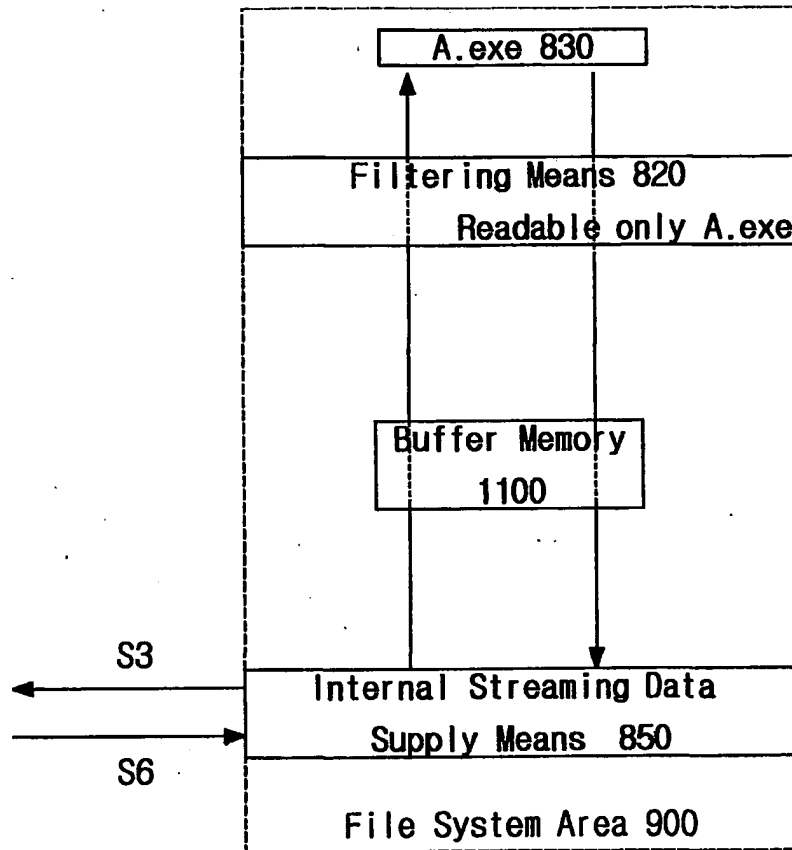 A.exe 830
Filtering Means 820
Readable only A.exe
Buffer Memory
1100
S3
Internal Streaming Data
Supply Means 850
S6
File System Area 900